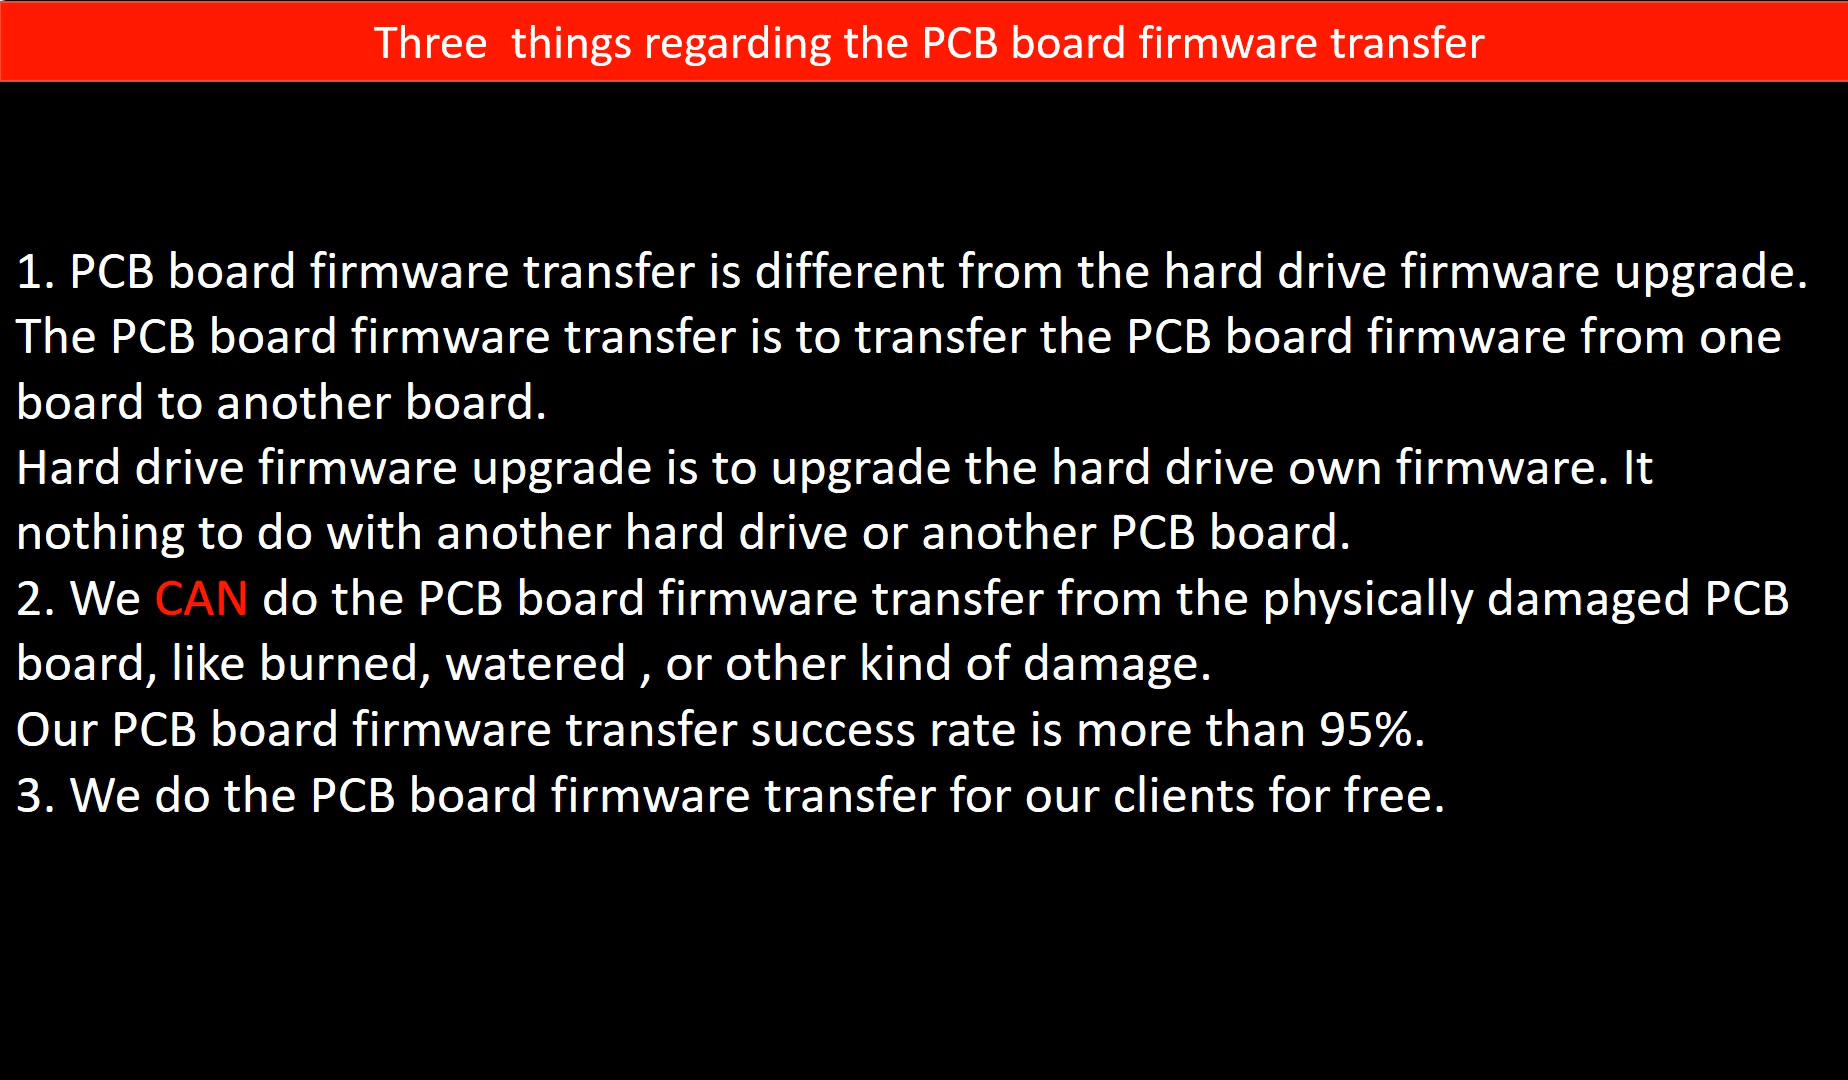 Three  things regarding the PCB board firmware transfer
1. PCB board firmware transfer is different from the hard drive firmware upgrade.
The PCB board firmware transfer is to transfer the PCB board firmware from one
board to another board.
Hard drive firmware upgrade is to upgrade the hard drive own firmware. It
nothing to do with another hard drive or another PCB board.
2. We CAN do the PCB board firmware transfer from the physically damaged PCB
board, like burned, watered , or other kind of damage.
Our PCB board firmware transfer success rate is more than 95%.
3. We do the PCB board firmware transfer for our clients for free.